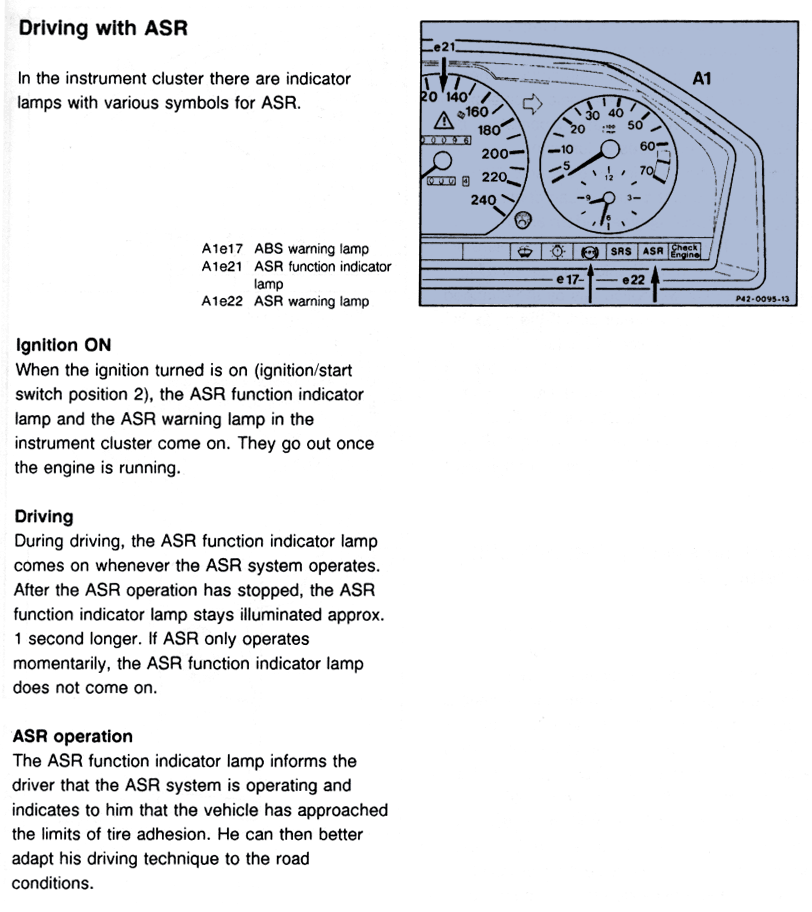 Driving with ASR
In the instrument cluster there are indicator
lamps with various symbols for ASR.
A1e17 ABS warning lamp
A1e21 ASR function indicator
lamp
A1e22 ASR warning lamp
e21
A1
20 140
160
180
200
220
240
5
10
20
30
40
50
60
70
100
12
9
3
6
SRS
ASR
Check
Engine
e17
e22
P42-0095-13
Ignition ON
When the ignition turned is on (ignition/start
switch position 2), the ASR function indicator
lamp and the ASR warning lamp in the
instrument cluster come on. They go out once
the engine is running.
Driving
During driving, the ASR function indicator lamp
comes on whenever the ASR system operates.
After the ASR operation has stopped, the ASR
function indicator lamp stays illuminated approx.
1 second longer. If ASR only operates
momentarily, the ASR function indicator lamp
does not come on.
ASR operation
The ASR function indicator lamp informs the
driver that the ASR system is operating and
indicates to him that the vehicle has approached
the limits of tire adhesion. He can then better
adapt his driving technique to the road
conditions.